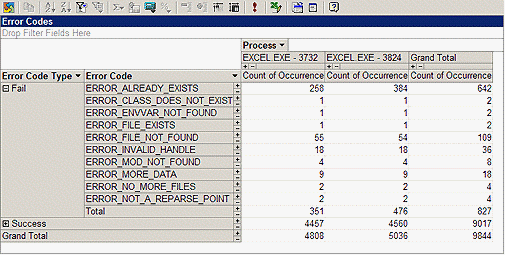 Error Codes
Drop Filter Fields Here
Process
EXCEL.EXE - 3732 EXCEL.EXE - 3824 Grand Total
Error Code Type Error Code Count of Occurrence Count of Occurrence Count of Occurrence
Fail ERROR_ALREADY_EXISTS 258 384 642
ERROR_CLASS_DOES_NOT_EXIST 1 1 2
ERROR_ENVVAR_NOT_FOUND 1 1 2
ERROR_FILE_EXISTS 1 1 2
ERROR_FILE_NOT_FOUND 55 54 109
ERROR_INVALID_HANDLE 18 18 36
ERROR_MOD_NOT_FOUND 4 4 8
ERROR_MORE_DATA 9 9 18
ERROR_NO_MORE_FILES 2 2 4
ERROR_NOT_A_REPARSE_POINT 2 2 4
Total 351 476 827
Success 4457 4560 9017
Grand Total 4808 5036 9844